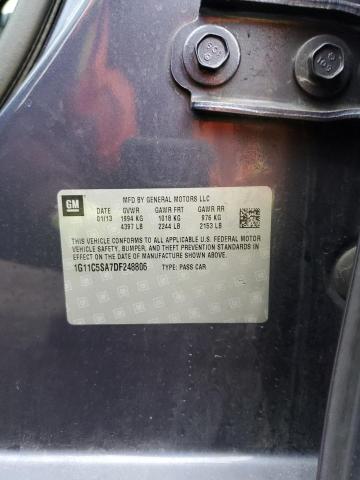 GM
MFD BY GENERAL MOTORS LLC
DATE GVWR GAWR FRT GAWR RR
01/13 1994 KG 1018 KG 976 KG
4397 LB 2244 LB 2153 LB
THIS VEHICLE CONFORMS TO ALL APPLICABLE U.S. FEDERAL MOTOR
VEHICLE SAFETY, BUMPER, AND THEFT PREVENTION STANDARDS IN
EFFECT ON THE DATE OF MANUFACTURE SHOWN ABOVE.
1G11C5SA7DF248806 TYPE: PASS CAR